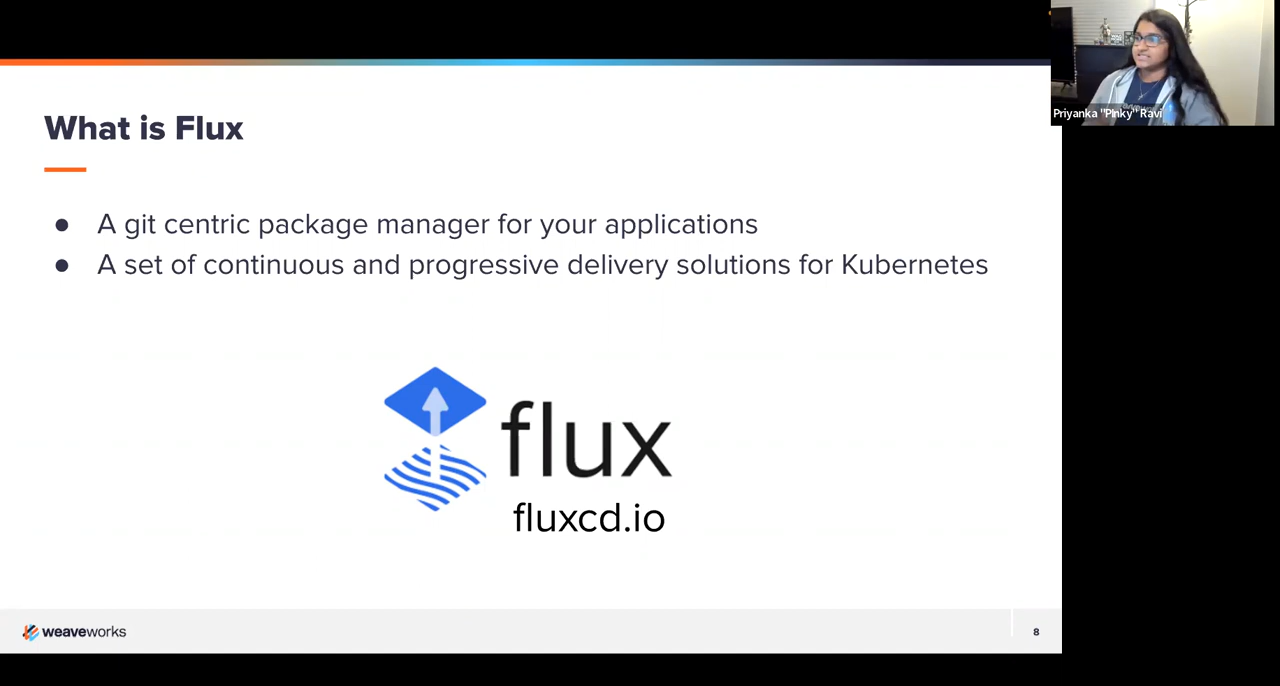 What is Flux
● A git centric package manager for your applications
● A set of continuous and progressive delivery solutions for Kubernetes
flux
fluxcd.io
weaveworks
8
Priyanka "PInky" Ravi